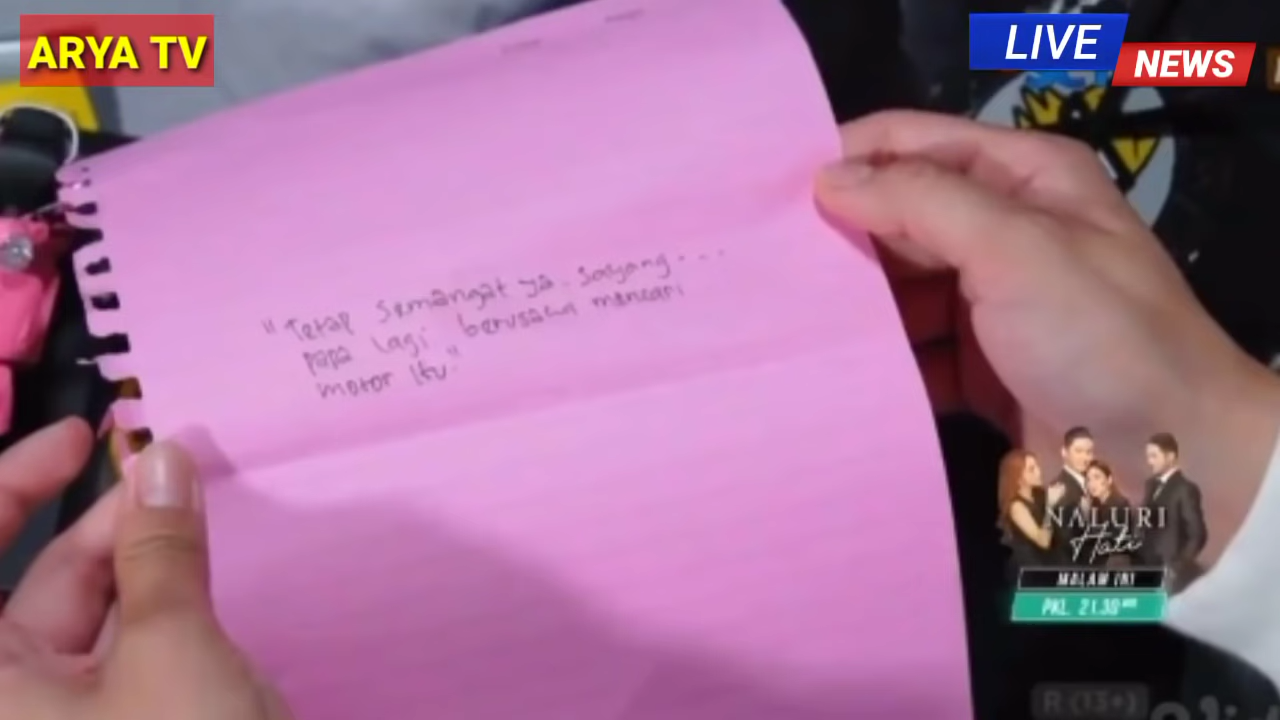 ARYA TV
LIVE
NEWS
"Tetap semangat ya sayang...
papa lagi berusaha mencari
motor itu."
NALURI
Hati
MALAM INI
PKL. 21.30
R (13+)